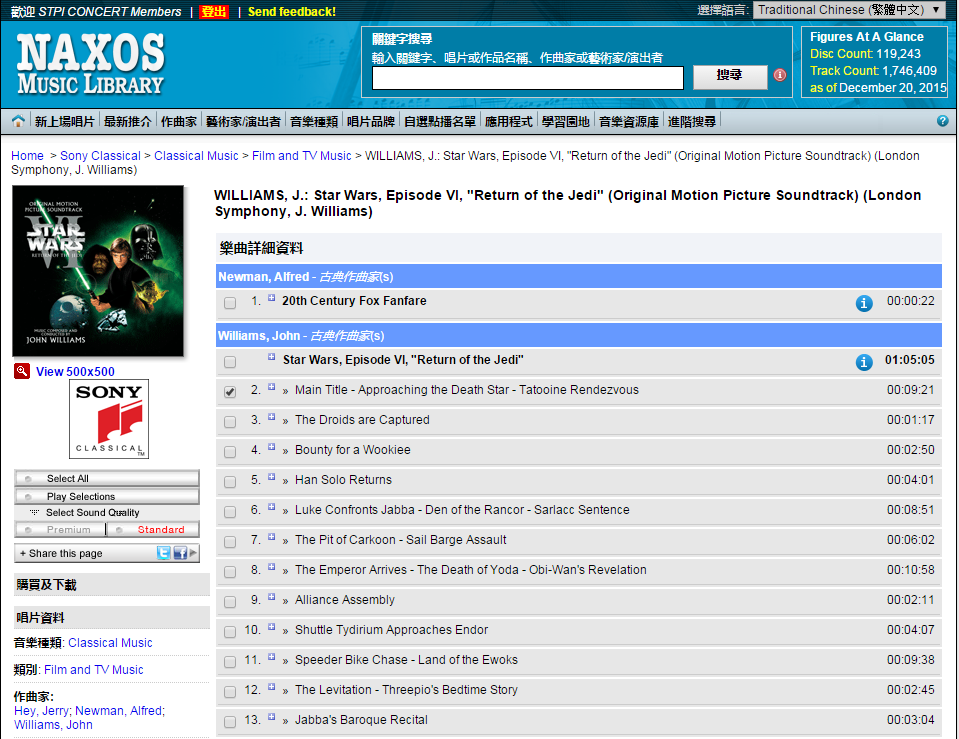 歡迎 STPI CONCERT Members | 登出 | Send feedback!
選擇語言: Traditional Chinese (繁體中文) ▼
NAXOS
MUSIC LIBRARY
關鍵字搜尋
輸入關鍵字、唱片或作品名稱、作曲家或藝術家/演出者
搜尋
Figures At A Glance
Disc Count: 119,243
Track Count: 1,746,409
as of December 20, 2015
新上場唱片 | 最新推介 | 作曲家 | 藝術家/演出者 | 音樂種類 | 唱片品牌 | 自選點播名單 | 應用程式 | 學習園地 | 音樂資源庫 | 進階搜尋
Home > Sony Classical > Classical Music > Film and TV Music > WILLIAMS, J.: Star Wars, Episode VI, "Return of the Jedi" (Original Motion Picture Soundtrack) (London
Symphony, J. Williams)
ORIGINAL MOTION
PICTURE SOUNDTRACK
STAR
WARS
VI
RETURN OF THE JEDI
MUSIC COMPOSED AND
CONDUCTED BY
JOHN WILLIAMS
View 500x500
SONY
CLASSICAL
TM
Select All
Play Selections
Select Sound Quality
Premium
Standard
+ Share this page
購買及下載
唱片資料
音樂種類: Classical Music
類別: Film and TV Music
作曲家:
Hey, Jerry; Newman, Alfred;
Williams, John
WILLIAMS, J.: Star Wars, Episode VI, "Return of the Jedi" (Original Motion Picture Soundtrack) (London
Symphony, J. Williams)
樂曲詳細資料
Newman, Alfred - 古典作曲家(s)
1. 20th Century Fox Fanfare 00:00:22
Williams, John - 古典作曲家(s)
Star Wars, Episode VI, "Return of the Jedi" 01:05:05
2. » Main Title - Approaching the Death Star - Tatooine Rendezvous 00:09:21
3. » The Droids are Captured 00:01:17
4. » Bounty for a Wookiee 00:02:50
5. » Han Solo Returns 00:04:01
6. » Luke Confronts Jabba - Den of the Rancor - Sarlacc Sentence 00:08:51
7. » The Pit of Carkoon - Sail Barge Assault 00:06:02
8. » The Emperor Arrives - The Death of Yoda - Obi-Wan's Revelation 00:10:58
9. » Alliance Assembly 00:02:11
10. » Shuttle Tydirium Approaches Endor 00:04:07
11. » Speeder Bike Chase - Land of the Ewoks 00:09:38
12. » The Levitation - Threepio's Bedtime Story 00:02:45
13. » Jabba's Baroque Recital 00:03:04